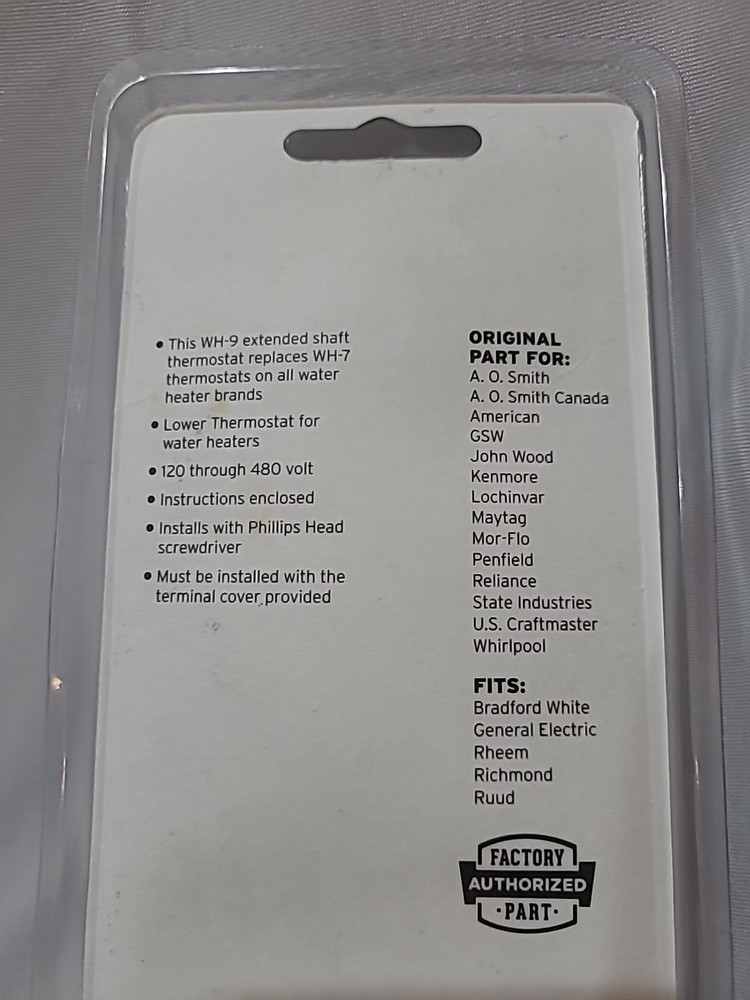 • This WH-9 extended shaft
thermostat replaces WH-7
thermostats on all water
heater brands
• Lower Thermostat for
water heaters
• 120 through 480 volt
• Instructions enclosed
• Installs with Phillips Head
screwdriver
• Must be installed with the
terminal cover provided
ORIGINAL
PART FOR:
A. O. Smith
A. O. Smith Canada
American
GSW
John Wood
Kenmore
Lochinvar
Maytag
Mor-Flo
Penfield
Reliance
State Industries
U.S. Craftmaster
Whirlpool
FITS:
Bradford White
General Electric
Rheem
Richmond
Ruud
FACTORY
AUTHORIZED
·PART·